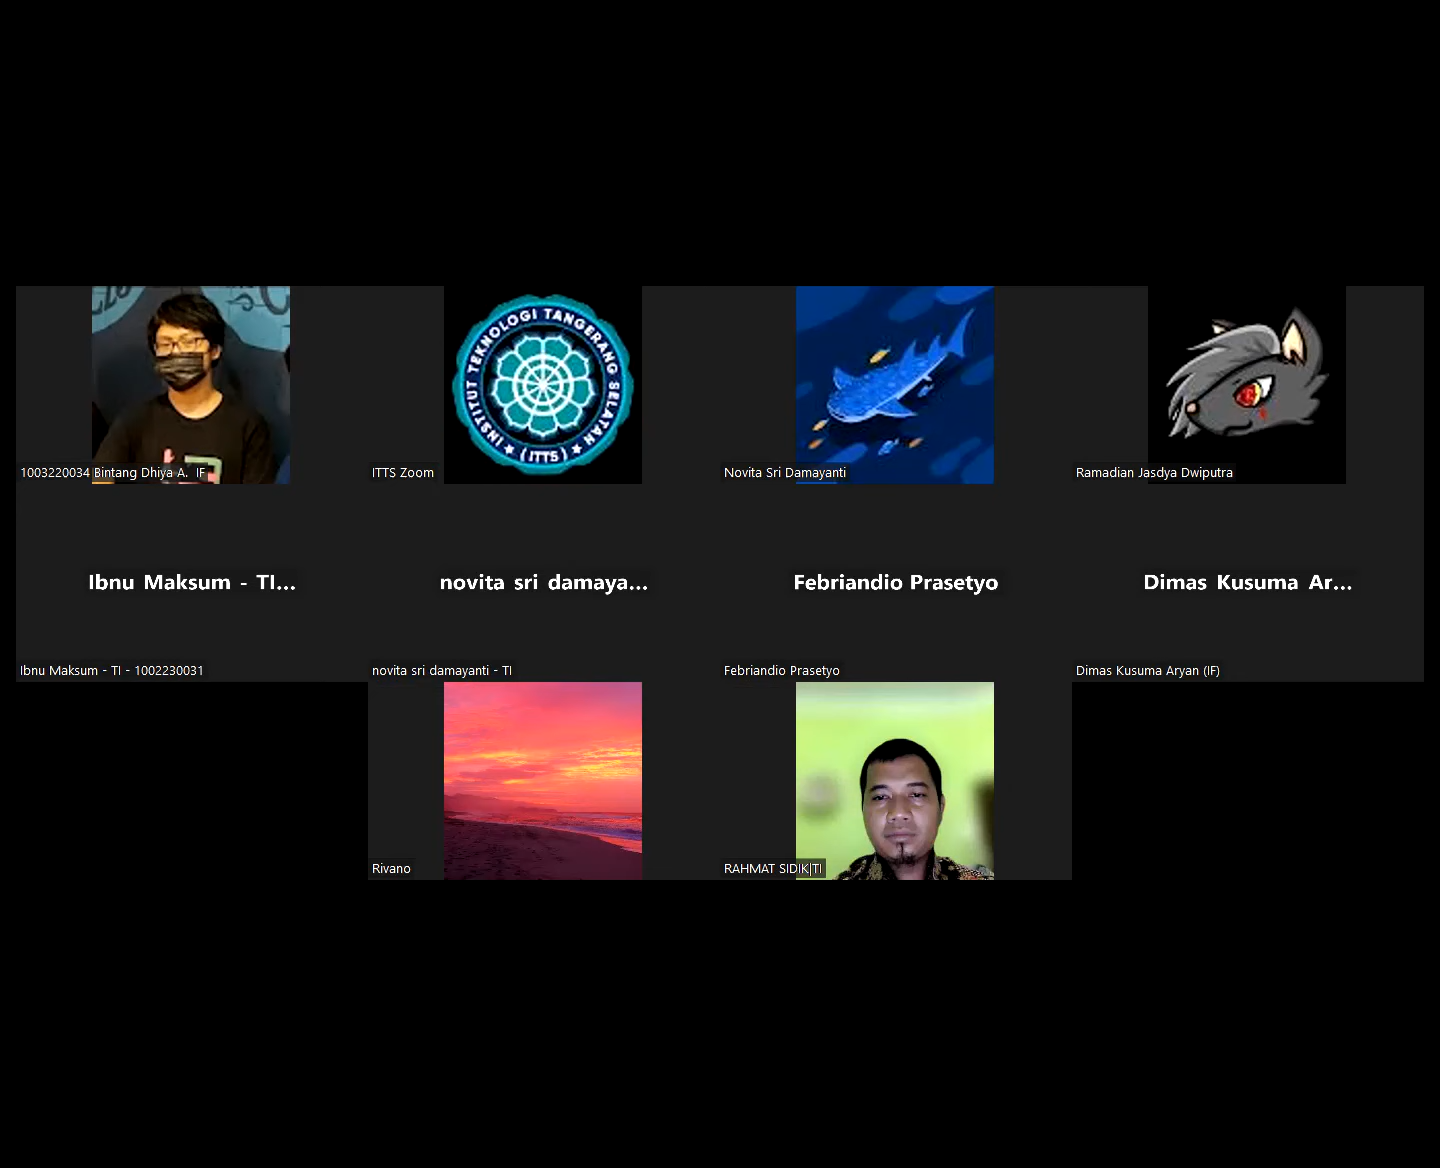 INSTITUT TEKNOLOGI TANGERANG SELATAN
(ITTS)
1003220034 Bintang Dhiya A. IF
ITTS Zoom
Novita Sri Damayanti
Ramadian Jasdya Dwiputra
Ibnu Maksum - TI...
novita sri damaya...
Febriandio Prasetyo
Dimas Kusuma Ar...
Ibnu Maksum - TI - 1002230031
novita sri damayanti - TI
Febriandio Prasetyo
Dimas Kusuma Aryan (IF)
Rivano
RAHMAT SIDIK|TI